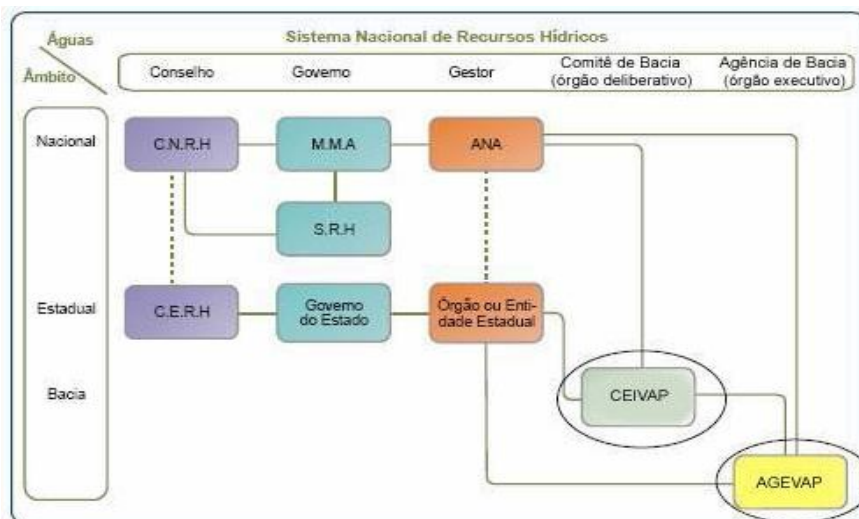 Águas
Âmbito
Sistema Nacional de Recursos Hídricos
Conselho
Governo
Gestor
Comitê de Bacia
(órgão deliberativo)
Agência de Bacia
(órgão executivo)
Nacional
C.N.R.H
M.M.A
ANA
S.R.H
Estadual
C.E.R.H
Governo
do Estado
Órgão ou Enti-
dade Estadual
Bacia
CEIVAP
AGEVAP